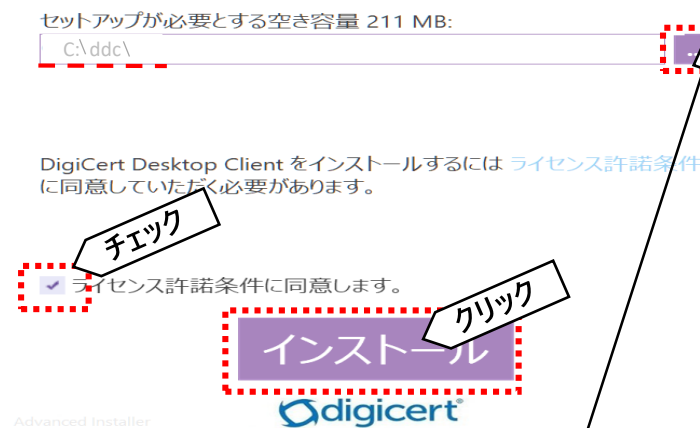 セットアップが必要とする空き容量 211 MB:
C:\ddc\
...
DigiCert Desktop Client をインストールするには ライセンス許諾条件
に同意していただく必要があります。
チェック
ライセンス許諾条件に同意します。
クリック
インストール
digicert
Advanced Installer